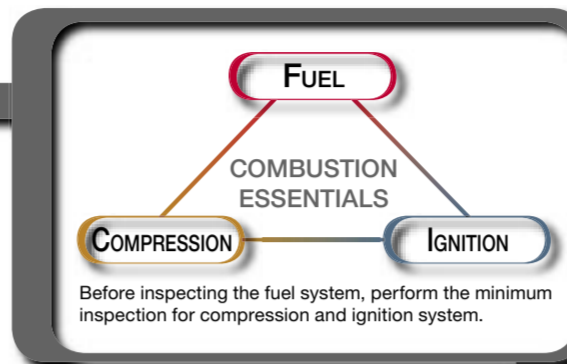 FUEL
COMBUSTION
ESSENTIALS
COMPRESSION
IGNITION
Before inspecting the fuel system, perform the minimum
inspection for compression and ignition system.